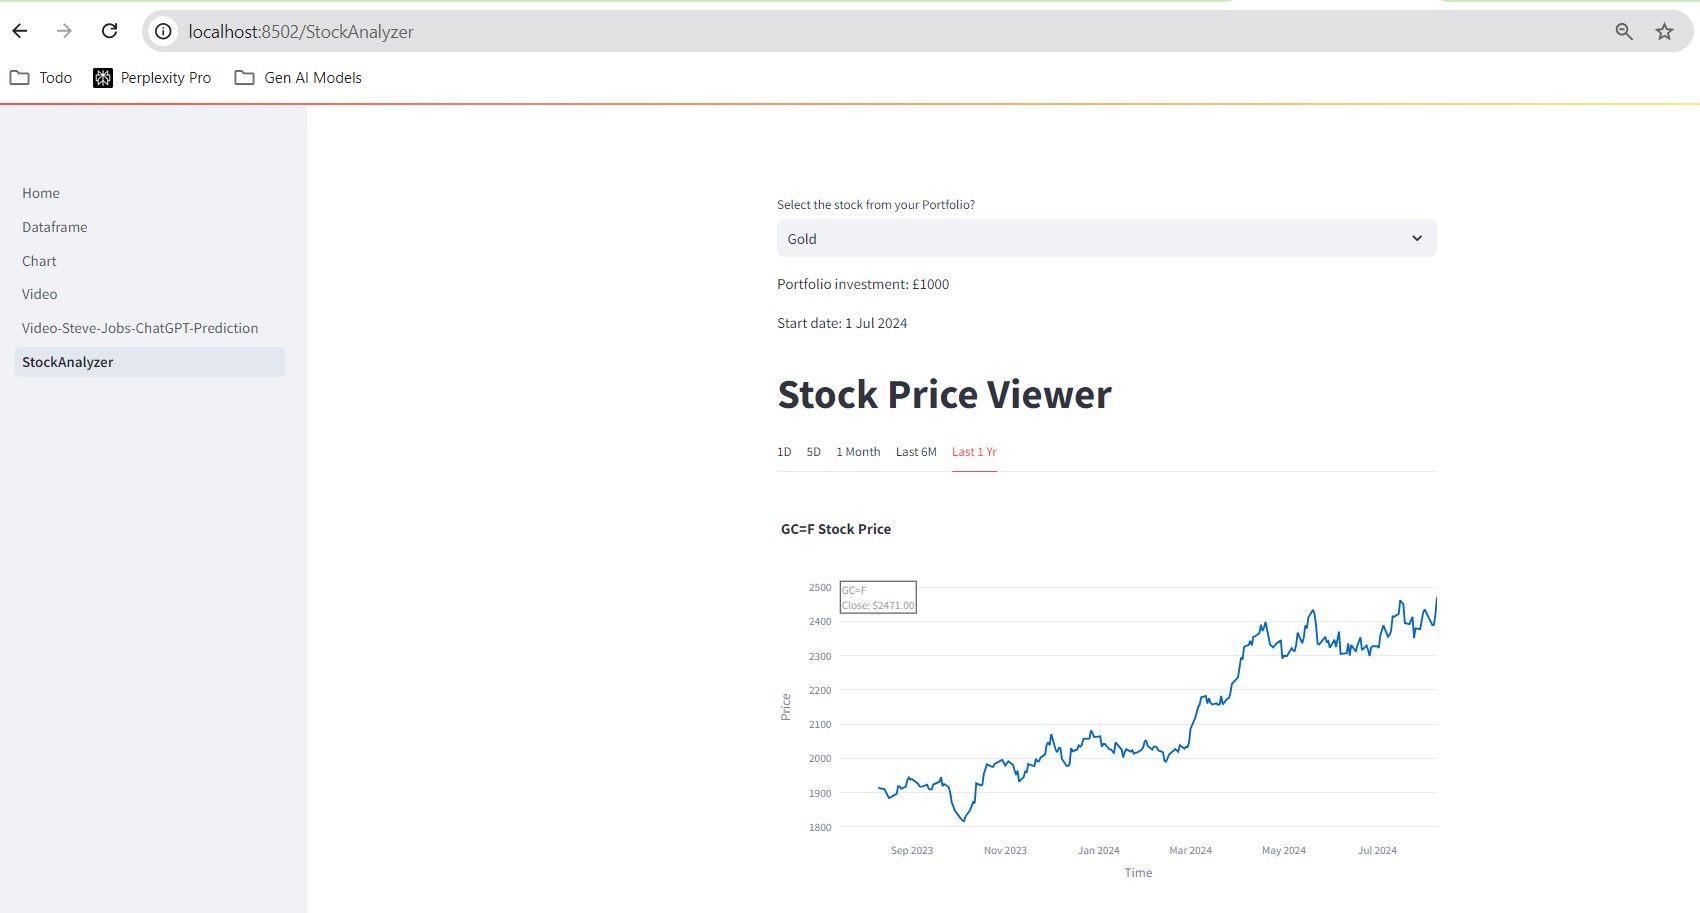 localhost:8502/StockAnalyzer
Todo Perplexity Pro Gen AI Models
Home
Dataframe
Chart
Video
Video-Steve-Jobs-ChatGPT-Prediction
StockAnalyzer
Select the stock from your Portfolio?
Gold
Portfolio investment: £1000
Start date: 1 Jul 2024
Stock Price Viewer
1D 5D 1 Month Last 6M Last 1 Yr
GC=F Stock Price
GC=F
Close: $2471.00
2500
2400
2300
2200
2100
2000
1900
1800
Price
Sep 2023 Nov 2023 Jan 2024 Mar 2024 May 2024 Jul 2024
Time